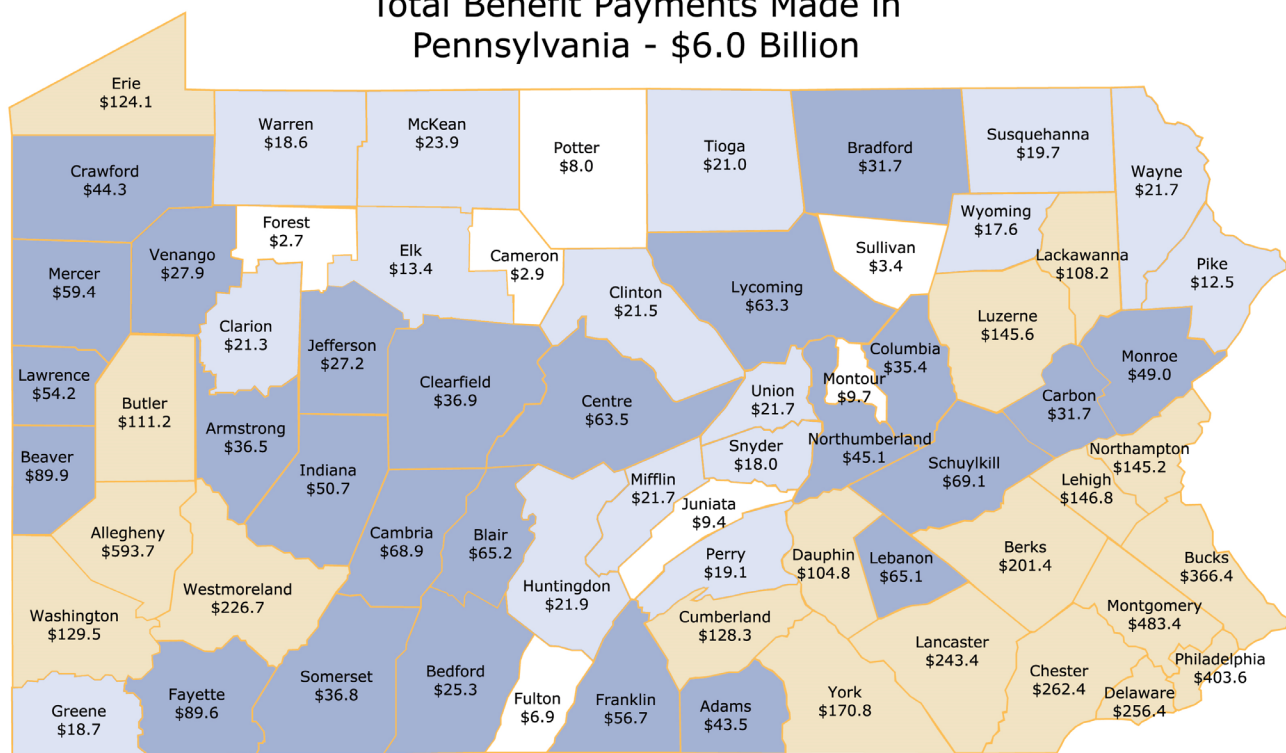 Total Benefit Payments Made in
Pennsylvania - $6.0 Billion
Erie
$124.1
Warren
$18.6
McKean
$23.9
Potter
$8.0
Tioga
$21.0
Bradford
$31.7
Susquehanna
$19.7
Wayne
$21.7
Crawford
$44.3
Forest
$2.7
Venango
$27.9
Elk
$13.4
Cameron
$2.9
Sullivan
$3.4
Wyoming
$17.6
Lackawanna
$108.2
Pike
$12.5
Mercer
$59.4
Clarion
$21.3
Clinton
$21.5
Lycoming
$63.3
Luzerne
$145.6
Jefferson
$27.2
Columbia
$35.4
Monroe
$49.0
Lawrence
$54.2
Butler
$111.2
Clearfield
$36.9
Centre
$63.5
Union
$21.7
Montour
$9.7
Carbon
$31.7
Armstrong
$36.5
Northumberland
$45.1
Snyder
$18.0
Northampton
$145.2
Beaver
$89.9
Indiana
$50.7
Schuylkill
$69.1
Mifflin
$21.7
Lehigh
$146.8
Juniata
$9.4
Allegheny
$593.7
Cambria
$68.9
Blair
$65.2
Perry
$19.1
Dauphin
$104.8
Lebanon
$65.1
Berks
$201.4
Bucks
$366.4
Westmoreland
$226.7
Huntingdon
$21.9
Washington
$129.5
Cumberland
$128.3
Montgomery
$483.4
Lancaster
$243.4
Philadelphia
$403.6
Somerset
$36.8
Bedford
$25.3
Chester
$262.4
Fayette
$89.6
Fulton
$6.9
Franklin
$56.7
Adams
$43.5
York
$170.8
Delaware
$256.4
Greene
$18.7